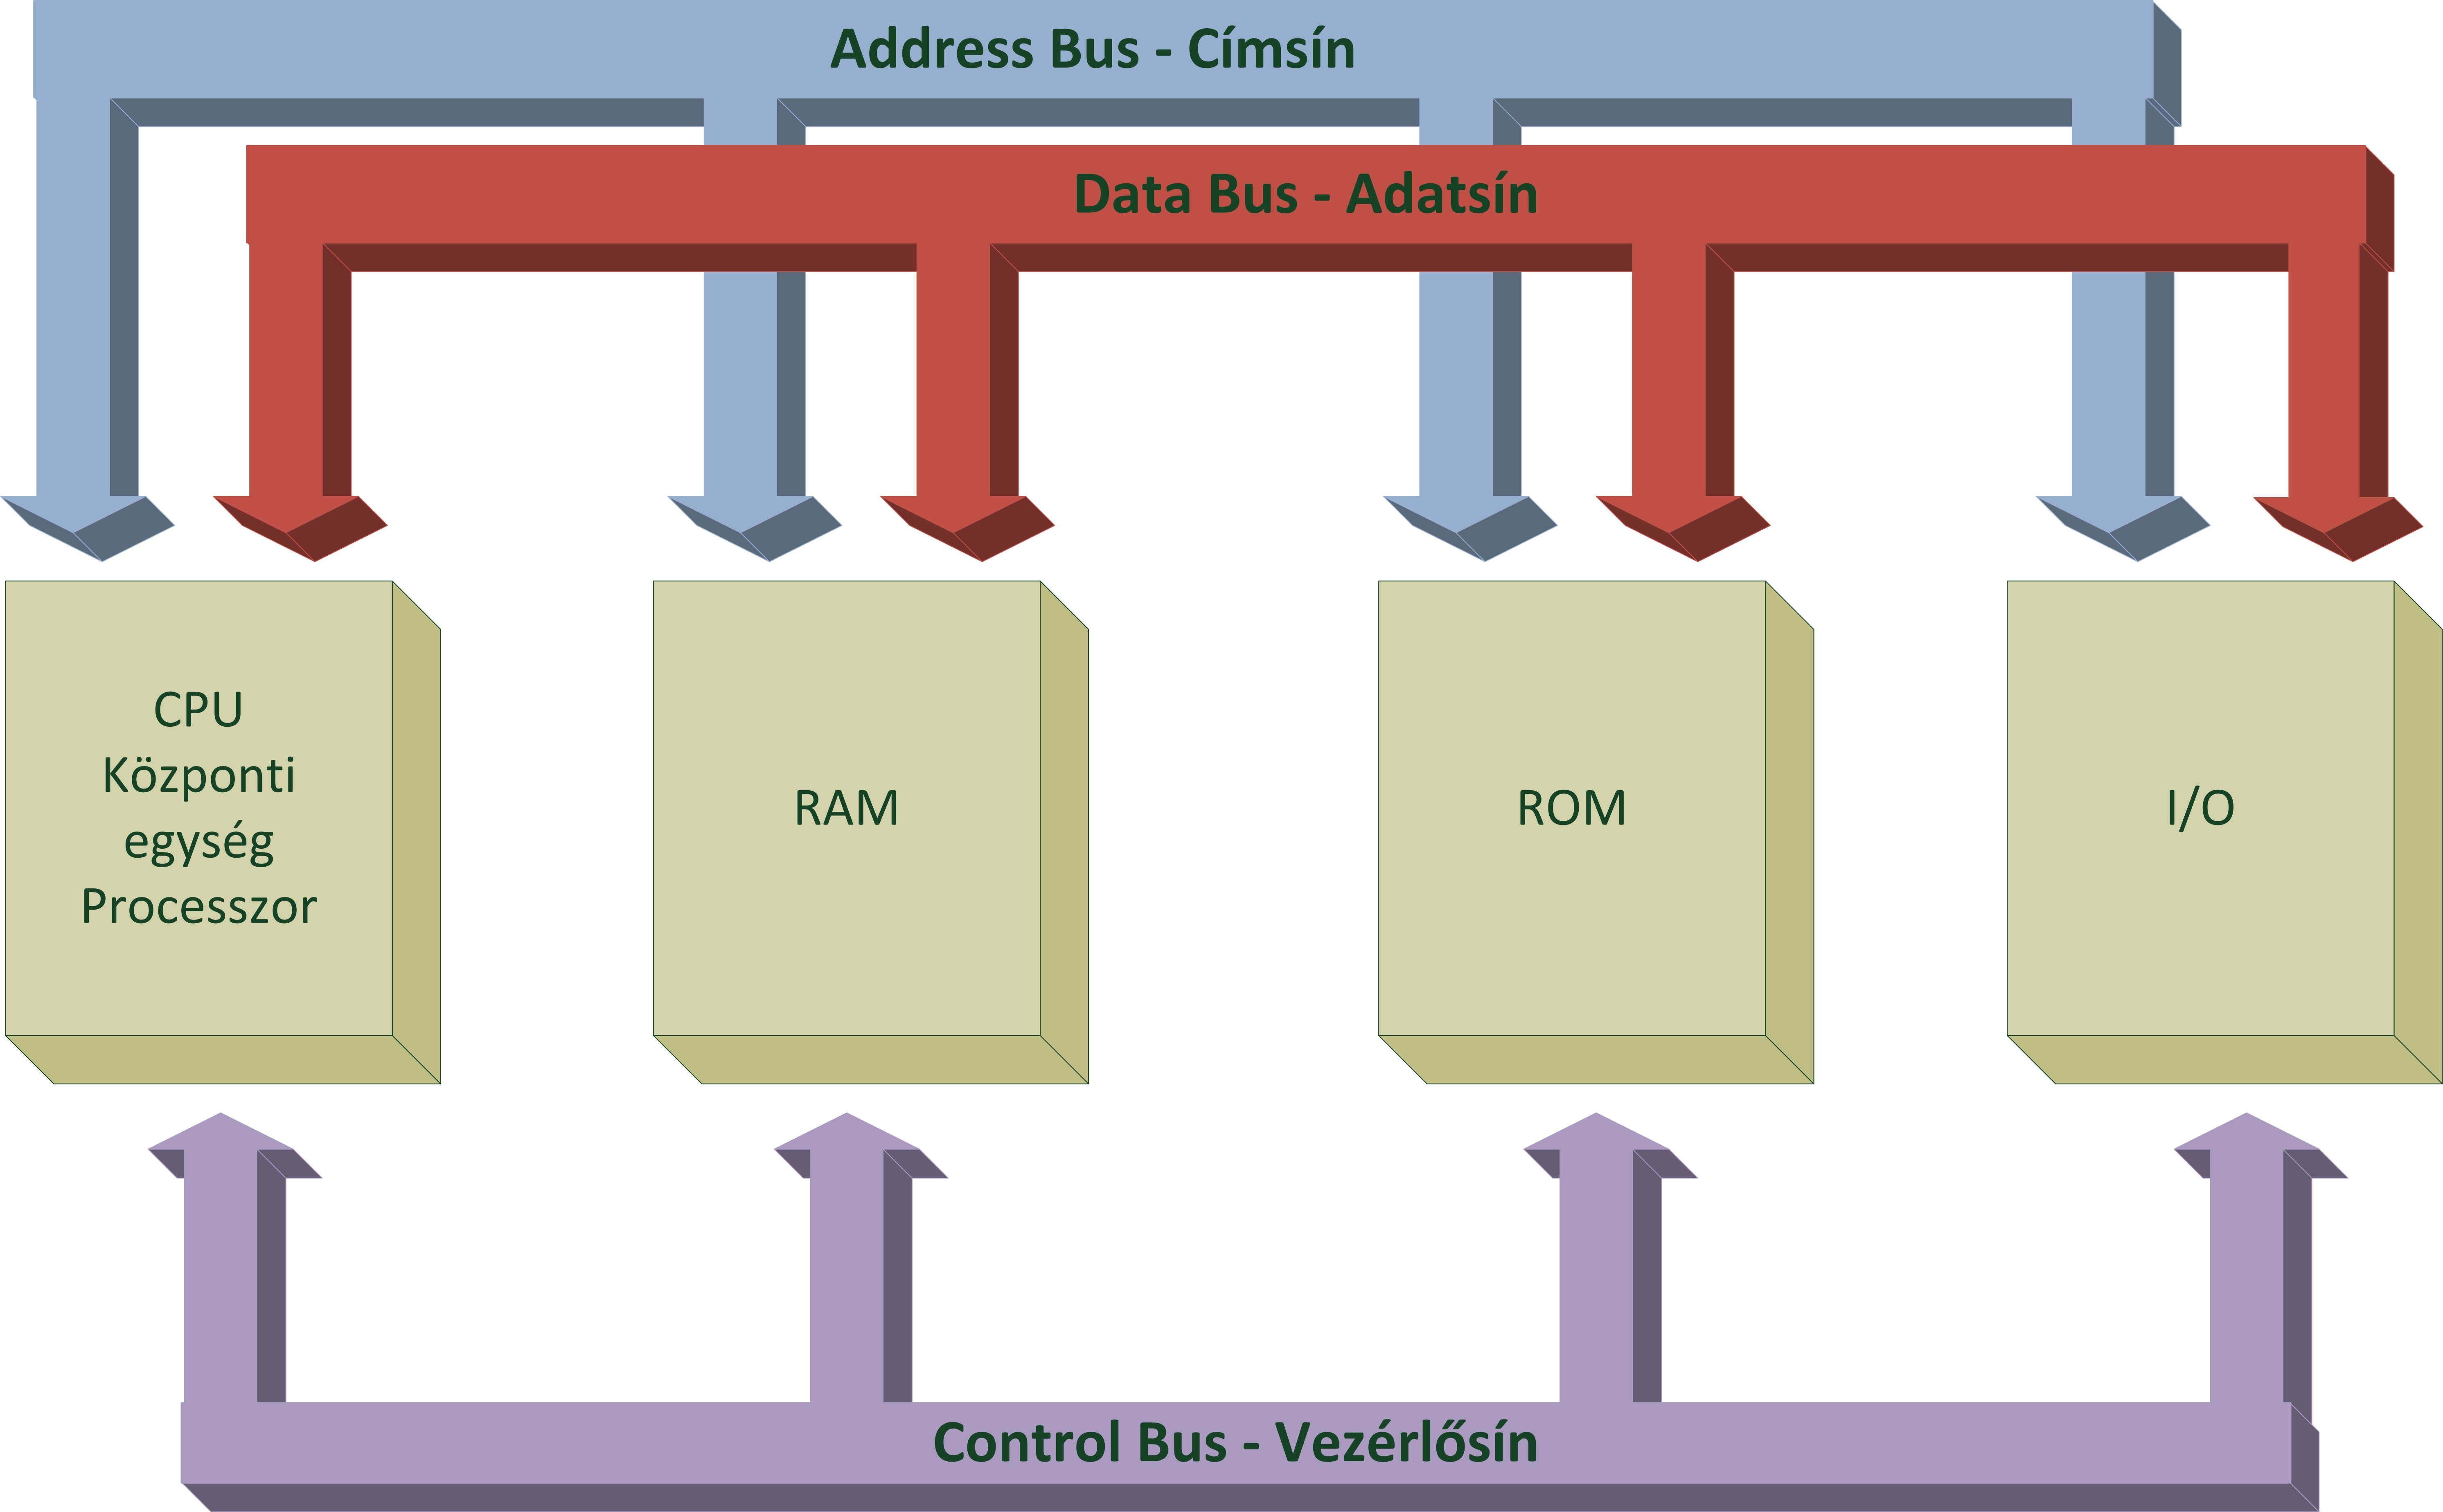 Address Bus - Címsín
Data Bus - Adatsín
CPU
Központi
egység
Processzor
RAM
ROM
I/O
Control Bus - Vezérlősín